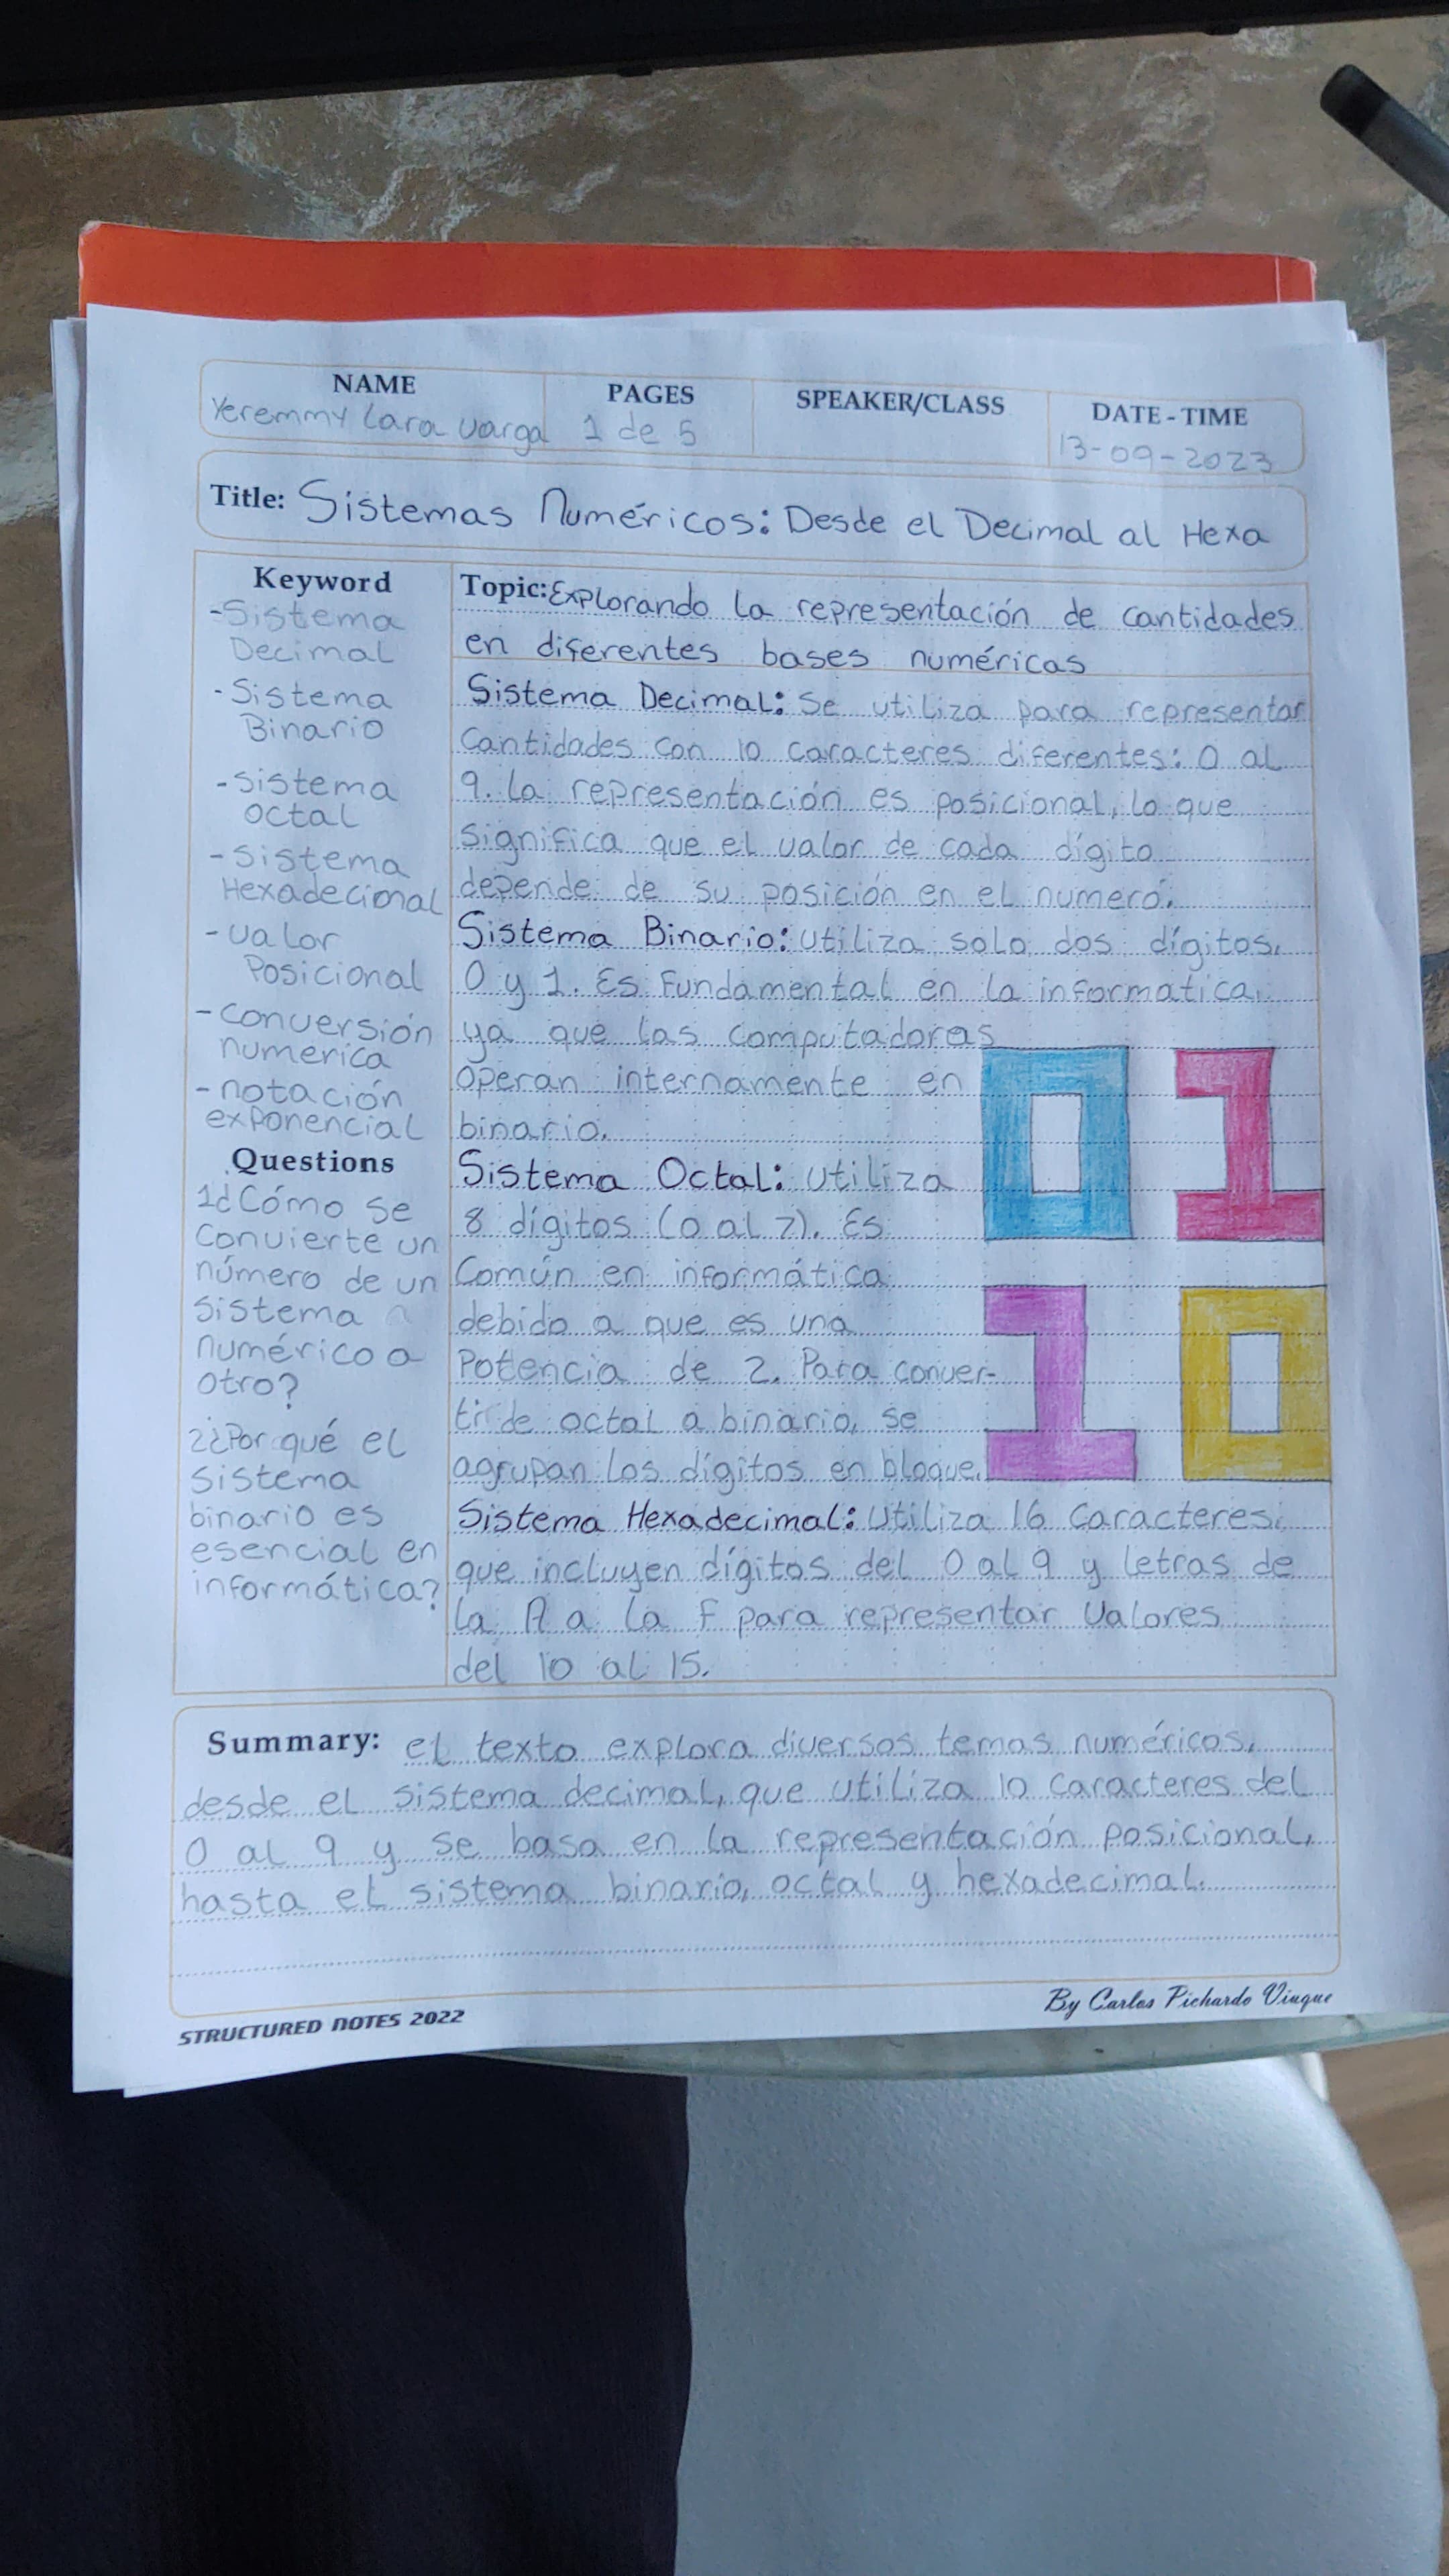 NAME
Yeremmy Lara Varga
PAGES
1 de 5
SPEAKER/CLASS
DATE - TIME
13-09-2023
Title: Sistemas Numéricos: Desde el Decimal al Hexa
Keyword
-Sistema
Decimal
-Sistema
Binario
-Sistema
octal
-Sistema
Hexadecimal
-valor
Posicional
-conversión
numerica
-notación
exponencial
Questions
1¿Cómo se
Convierte un
número de un
Sistema
numérico a
otro?
2¿Por qué el
Sistema
binario es
esencial en
informática?
Topic: Explorando la representación de cantidades
en diferentes bases numéricas
Sistema Decimal: Se utiliza para representar
Cantidades con 10 caracteres diferentes: 0 al
9. la representación es posicional, lo que
significa que el valor de cada dígito
depende de su posición en el numero.
Sistema Binario: utiliza solo dos dígitos,
0 y 1. Es Fundamental en la informatica,
ya que las computadoras
operan internamente en
binario.
Sistema Octal: utiliza
8 dígitos (0 al 7). Es
Común en informática
debido a que es una
Potencia de 2. Para conver-
tir de octal a binario, se
agrupan los dígitos en bloque.
01
10
Sistema Hexadecimal: utiliza 16 Caracteres,
que incluyen dígitos del 0 al 9 y letras de
la A a la F para representar valores
del 10 al 15.
Summary: el texto explora diversos temas numéricos,
desde el sistema decimal, que utiliza 10 caracteres del
0 al 9 y se basa en la representación posicional,
hasta el sistema binario, octal y hexadecimal.
STRUCTURED NOTES 2022
By Carlos Pichardo Viuque